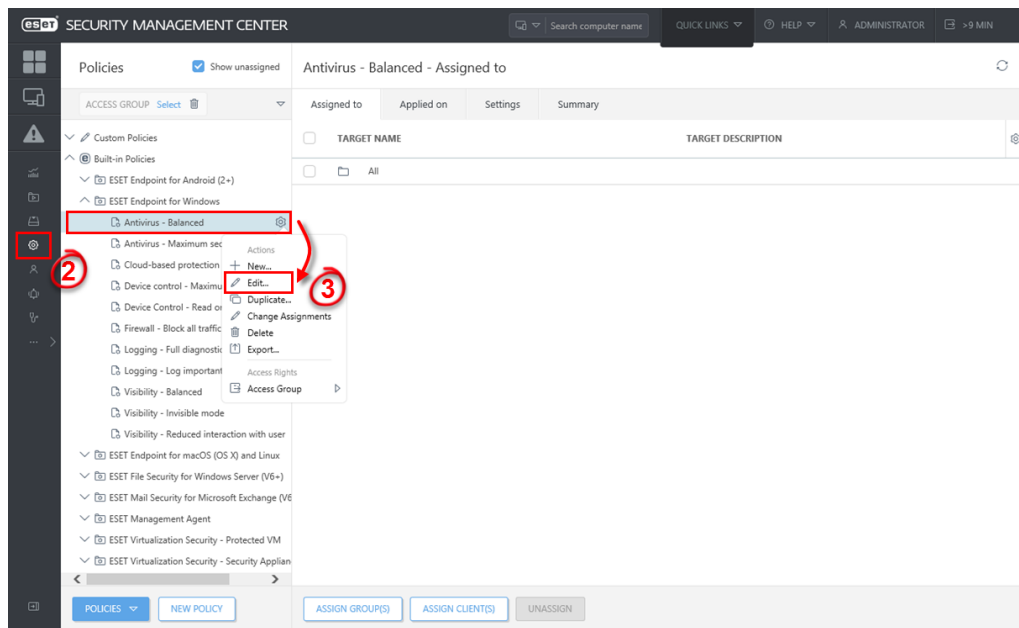 eset SECURITY MANAGEMENT CENTER
Search computer name
QUICK LINKS
HELP
ADMINISTRATOR
>9 MIN
Policies
Show unassigned
Antivirus - Balanced - Assigned to
ACCESS GROUP Select
Assigned to
Applied on
Settings
Summary
TARGET NAME
TARGET DESCRIPTION
All
Custom Policies
Built-in Policies
ESET Endpoint for Android (2+)
ESET Endpoint for Windows
Antivirus - Balanced
Antivirus - Maximum sec
Cloud-based protection
Device control - Maximu
Device Control - Read o
Firewall - Block all traffic
Logging - Full diagnostic
Logging - Log important
Visibility - Balanced
Visibility - Invisible mode
Visibility - Reduced interaction with user
ESET Endpoint for macOS (OS X) and Linux
ESET File Security for Windows Server (V6+)
ESET Mail Security for Microsoft Exchange (V6
ESET Management Agent
ESET Virtualization Security - Protected VM
ESET Virtualization Security - Security Applian
2
Actions
New...
Edit...
3
Duplicate...
Change Assignments
Delete
Export...
Access Rights
Access Group
POLICIES
NEW POLICY
ASSIGN GROUP(S)
ASSIGN CLIENT(S)
UNASSIGN